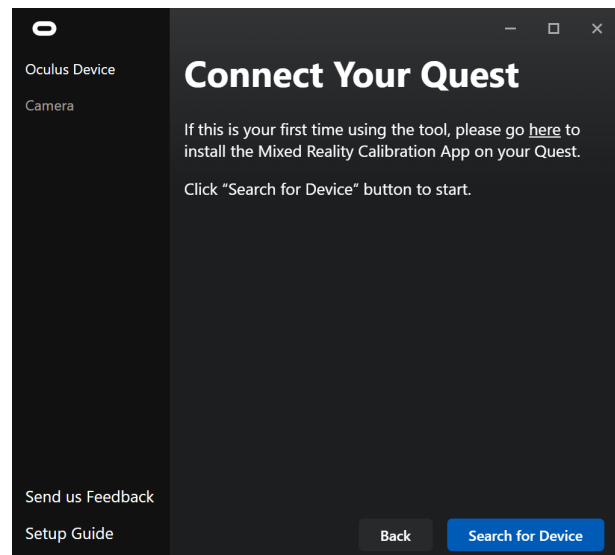 Oculus Device
Camera
Connect Your Quest
If this is your first time using the tool, please go here to
install the Mixed Reality Calibration App on your Quest.
Click "Search for Device" button to start.
Send us Feedback
Setup Guide
Back
Search for Device